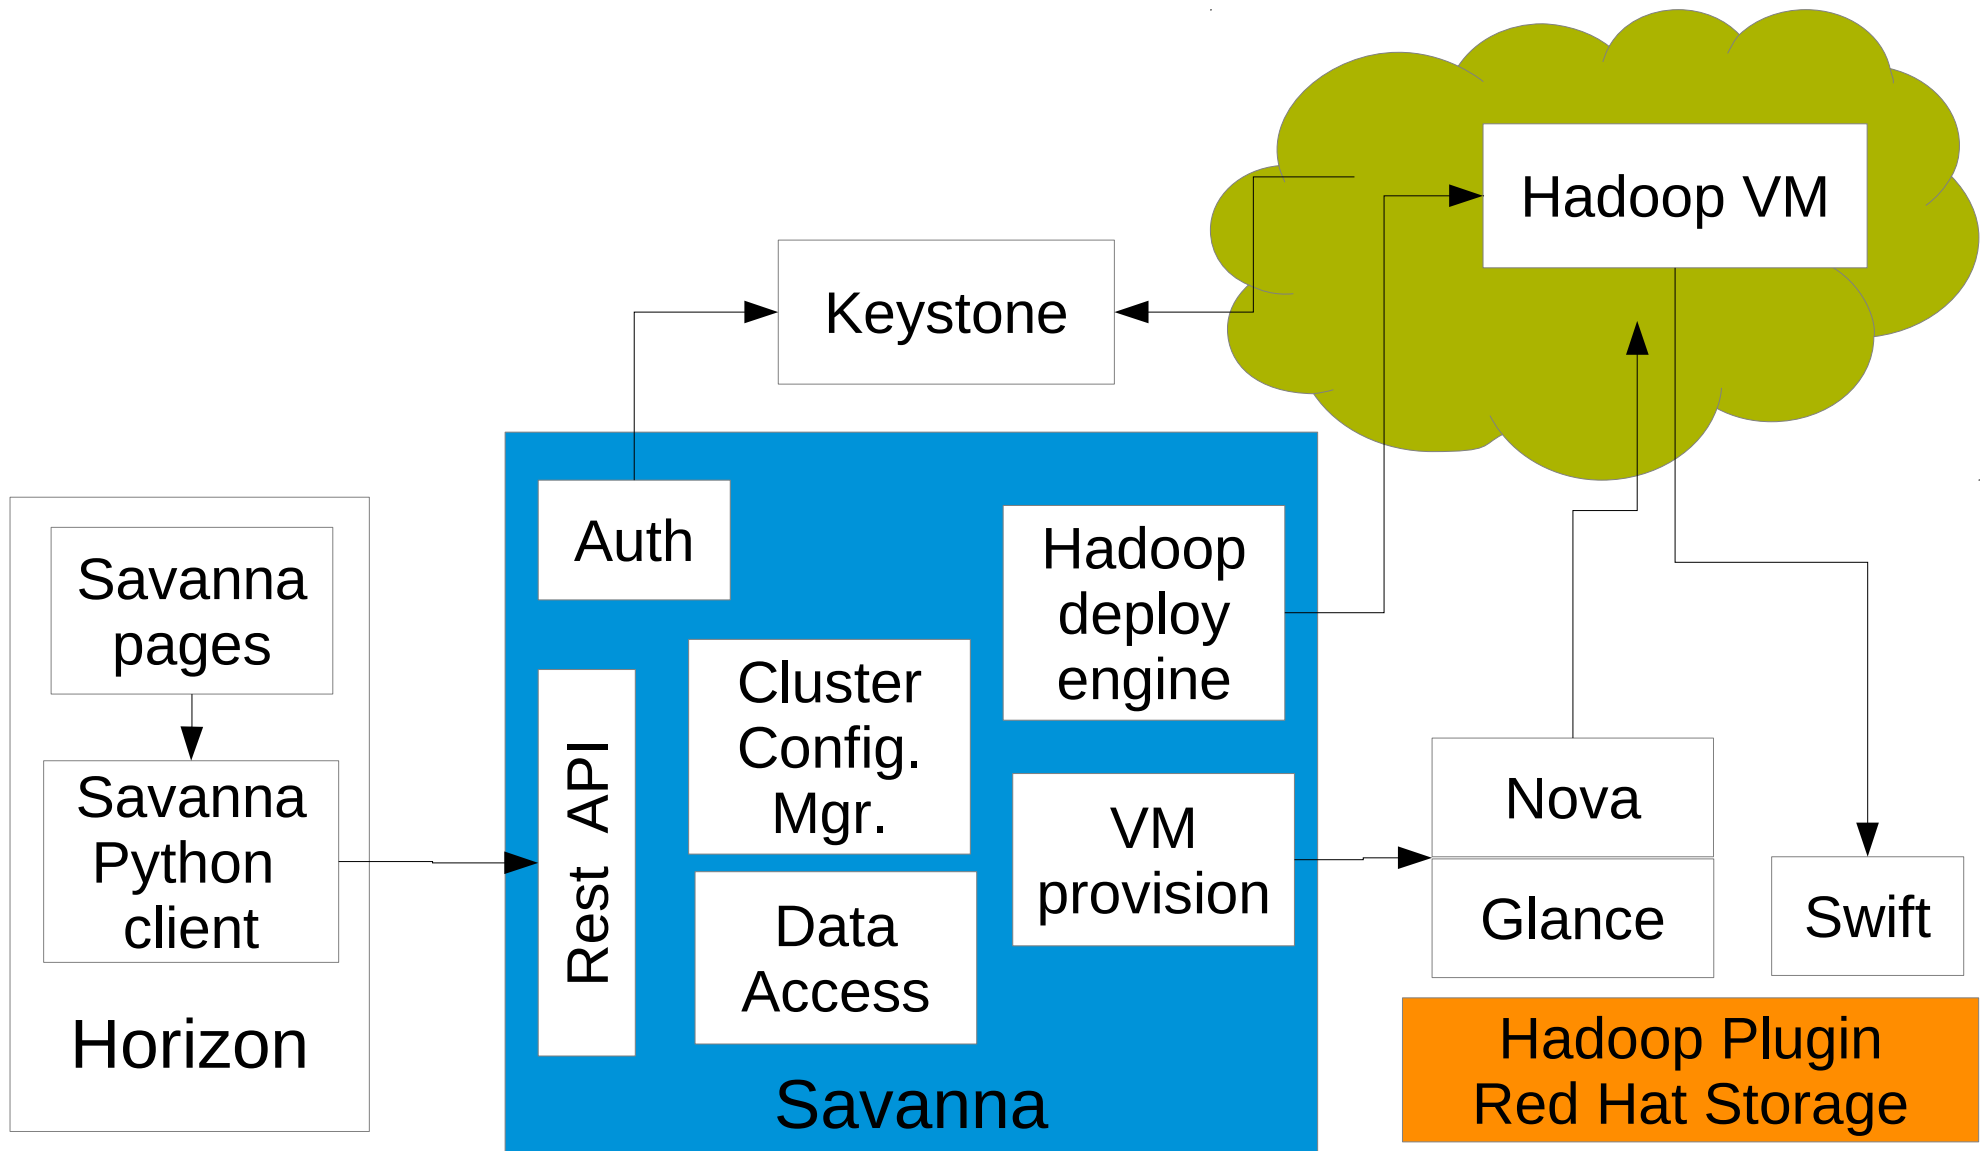 Hadoop VM
Keystone
Auth
Savanna
pages
Savanna
Python
client
Horizon
Rest API
Cluster
Config.
Mgr.
Data
Access
Hadoop
deploy
engine
VM
provision
Savanna
Nova
Glance
Swift
Hadoop Plugin
Red Hat Storage